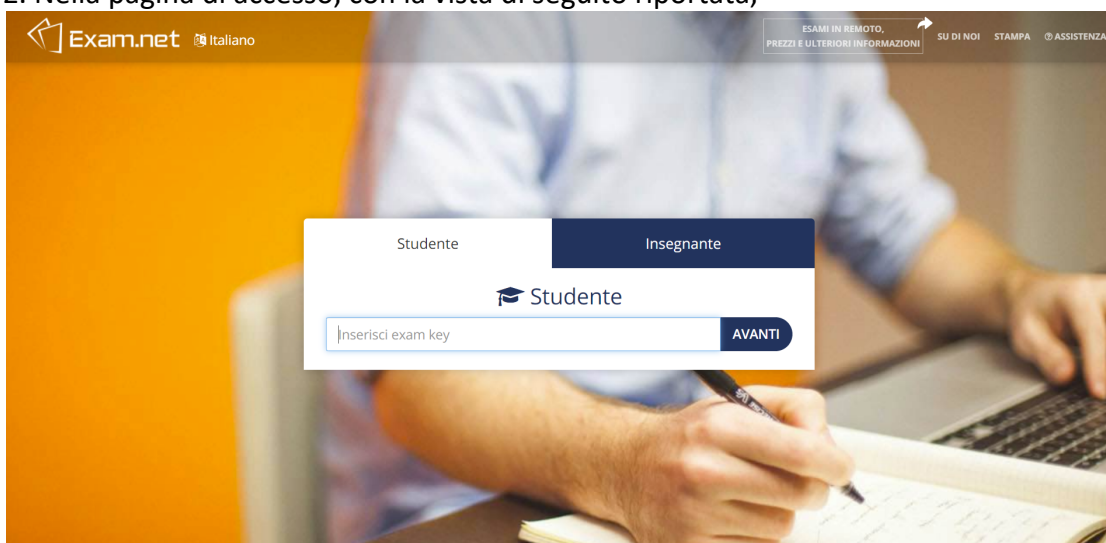 2. Nella pagina di accesso, con la vista di seguito riportata,
Exam.net Italiano
ESAMI IN REMOTO,
PREZZI E ULTERIORI INFORMAZIONI
SU DI NOI STAMPA ASSISTENZA
Studente Insegnante
Studente
Inserisci exam key AVANTI